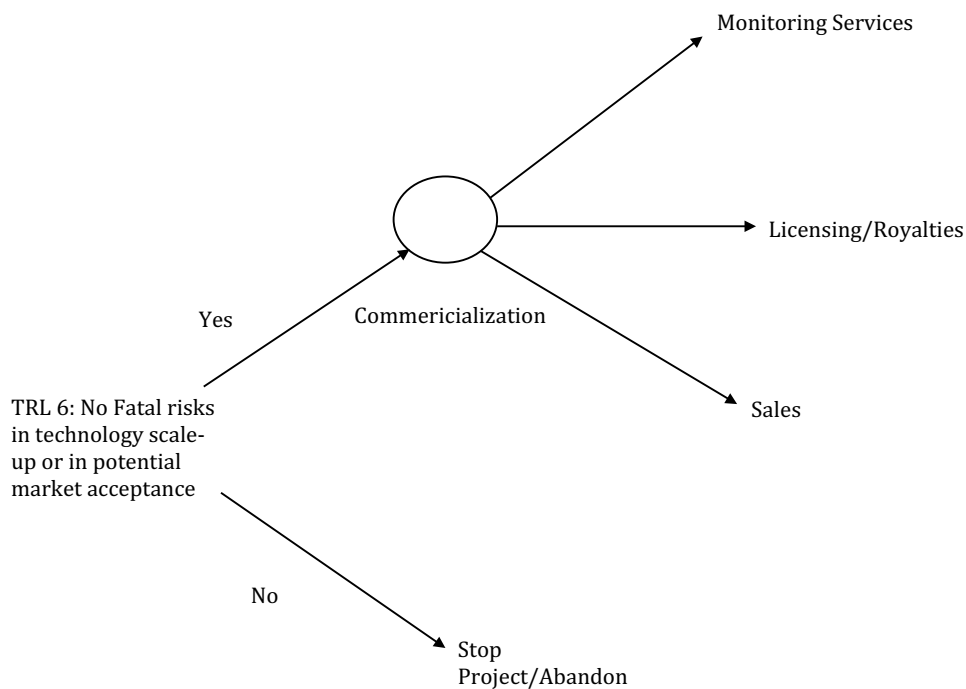 Monitoring Services
Licensing/Royalties
Yes
Commericialization
TRL 6: No Fatal risks
in technology scale-
up or in potential
market acceptance
Sales
No
Stop
Project/Abandon